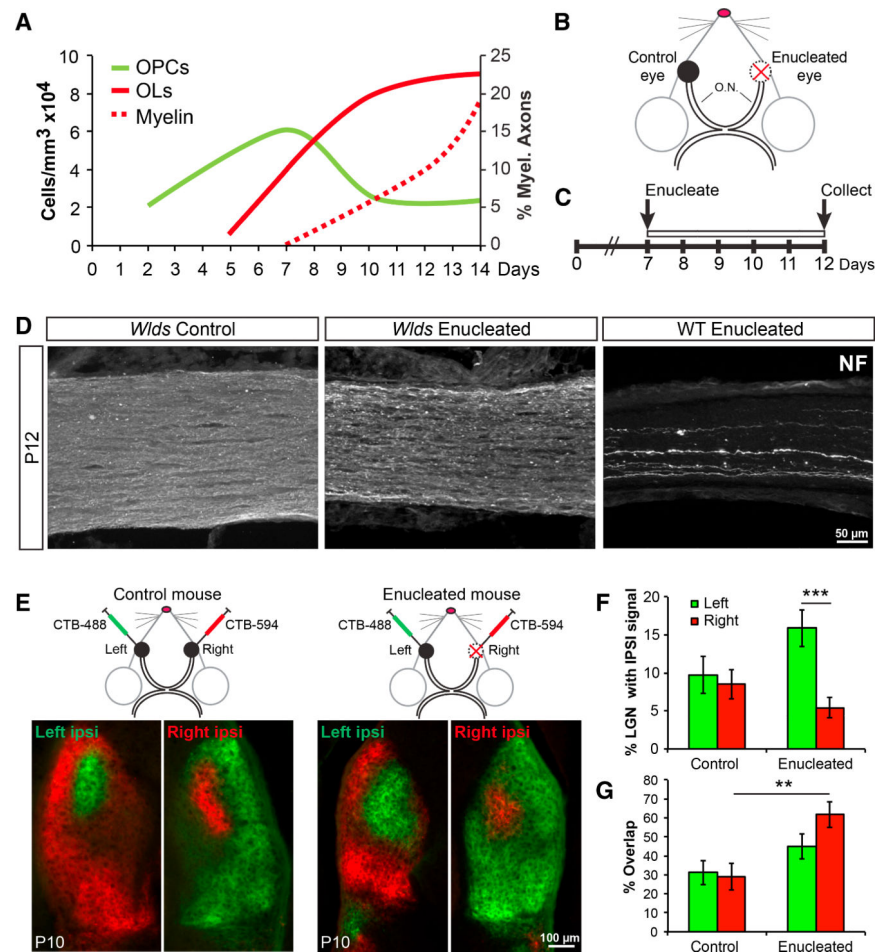 A
Cells/mm³ x10⁴
10
8
6
4
2
0
OPCs
OLs
Myelin
25
20
15
10
5
0
% Myel. Axons
0 1 2 3 4 5 6 7 8 9 10 11 12 13 14 Days
B
Control
eye
Enucleated
eye
O.N.
C
Enucleate
Collect
0 7 8 9 10 11 12 Days
D
Wlds Control
Wlds Enucleated
WT Enucleated
P12
NF
50 µm
E
Control mouse
CTB-488
CTB-594
Left
Right
Enucleated mouse
CTB-488
CTB-594
Left
Right
Left ipsi
Right ipsi
Left ipsi
Right ipsi
P10
P10
100 µm
F
% LGN with IPSI signal
20
15
10
5
0
Left
Right
***
Control
Enucleated
G
% Overlap
80
70
60
50
40
30
20
10
0
**
Control
Enucleated